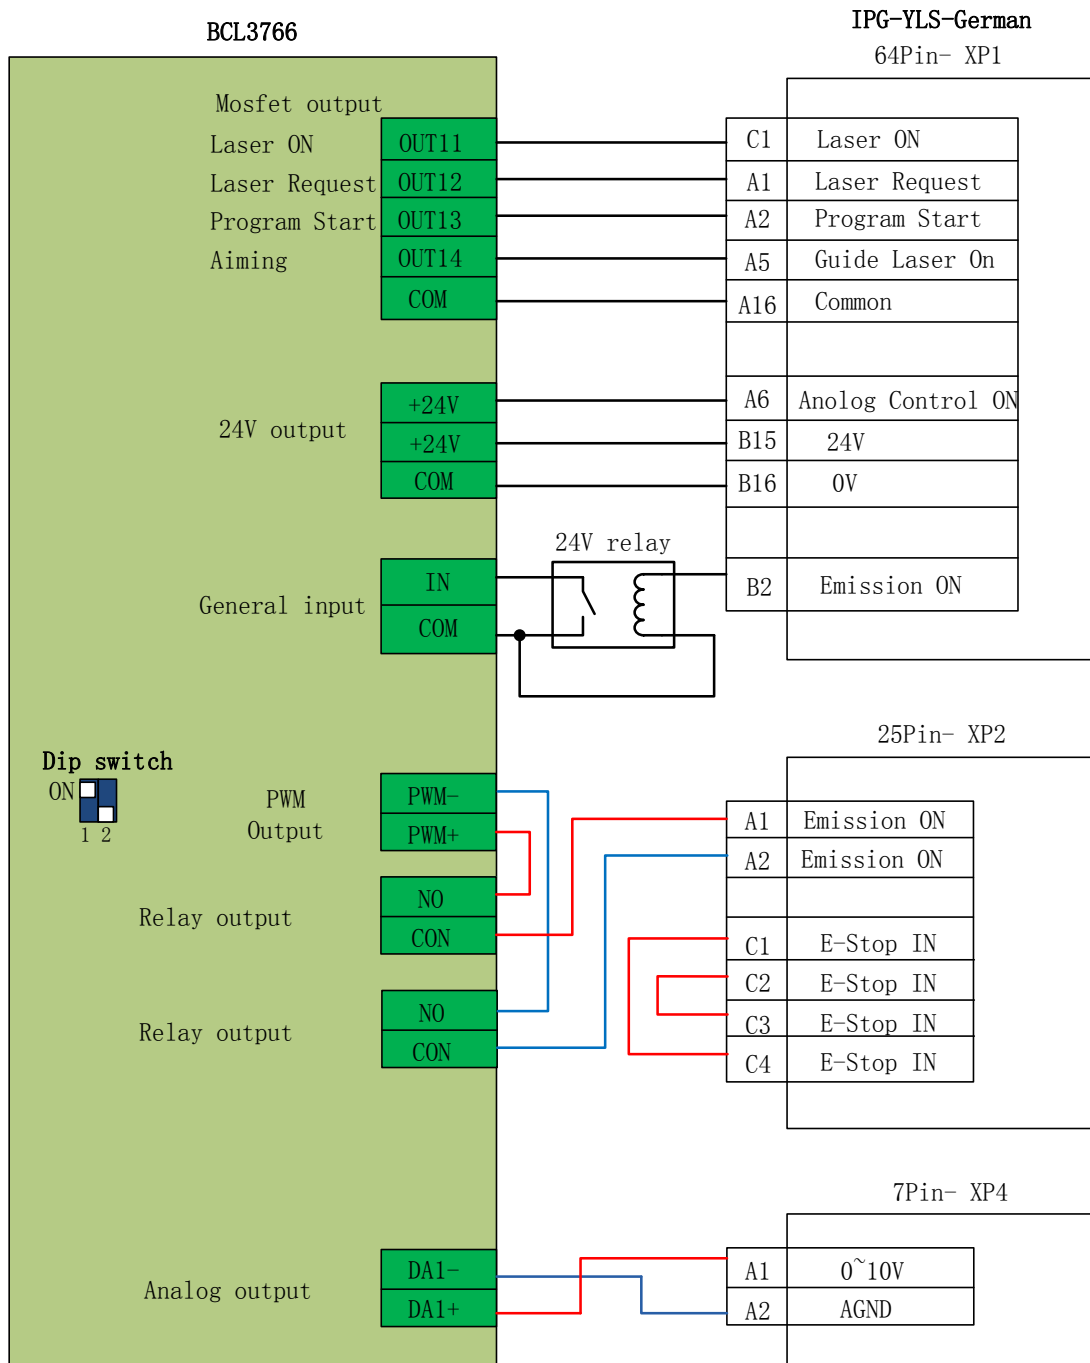 BCL3766
IPG-YLS-German
64Pin- XP1
Mosfet output
Laser ON OUT11 C1 Laser ON
Laser Request OUT12 A1 Laser Request
Program Start OUT13 A2 Program Start
Aiming OUT14 A5 Guide Laser On
COM A16 Common
+24V A6 Anolog Control ON
24V output +24V B15 24V
COM B16 0V
24V relay
IN B2 Emission ON
General input
COM
25Pin- XP2
Dip switch
ON
1 2
PWM Output
PWM- A1 Emission ON
PWM+ A2 Emission ON
Relay output
NO
CON C1 E-Stop IN
C2 E-Stop IN
Relay output
NO C3 E-Stop IN
CON C4 E-Stop IN
7Pin- XP4
Analog output
DA1- A1 0~10V
DA1+ A2 AGND